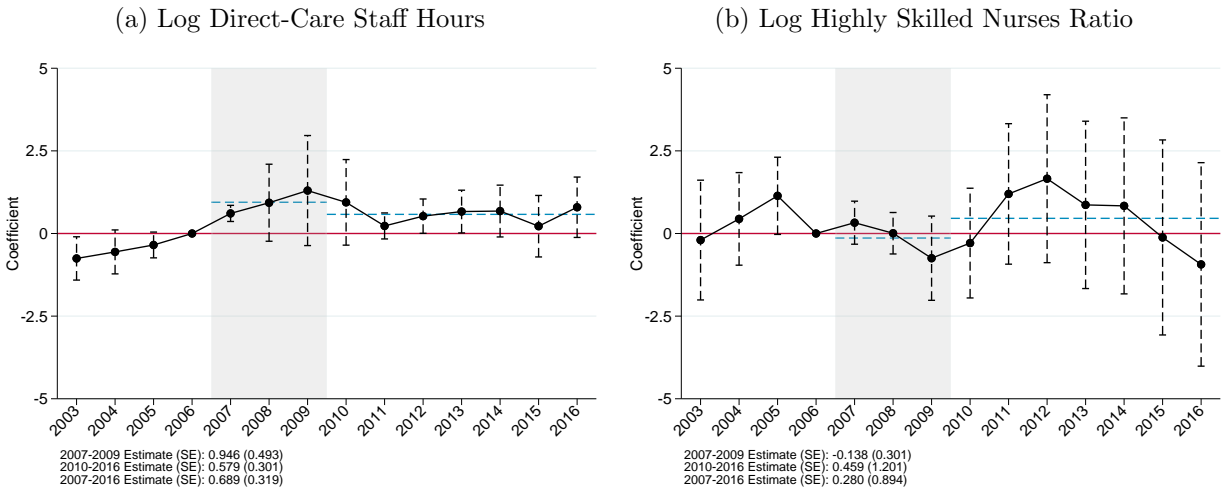 (a) Log Direct-Care Staff Hours
5
2.5
0
-2.5
-5
Coefficient
2003 2004 2005 2006 2007 2008 2009 2010 2011 2012 2013 2014 2015 2016
2007-2009 Estimate (SE): 0.946 (0.493)
2010-2016 Estimate (SE): 0.579 (0.301)
2007-2016 Estimate (SE): 0.689 (0.319)
(b) Log Highly Skilled Nurses Ratio
5
2.5
0
-2.5
-5
Coefficient
2003 2004 2005 2006 2007 2008 2009 2010 2011 2012 2013 2014 2015 2016
2007-2009 Estimate (SE): -0.138 (0.301)
2010-2016 Estimate (SE): 0.459 (1.201)
2007-2016 Estimate (SE): 0.280 (0.894)